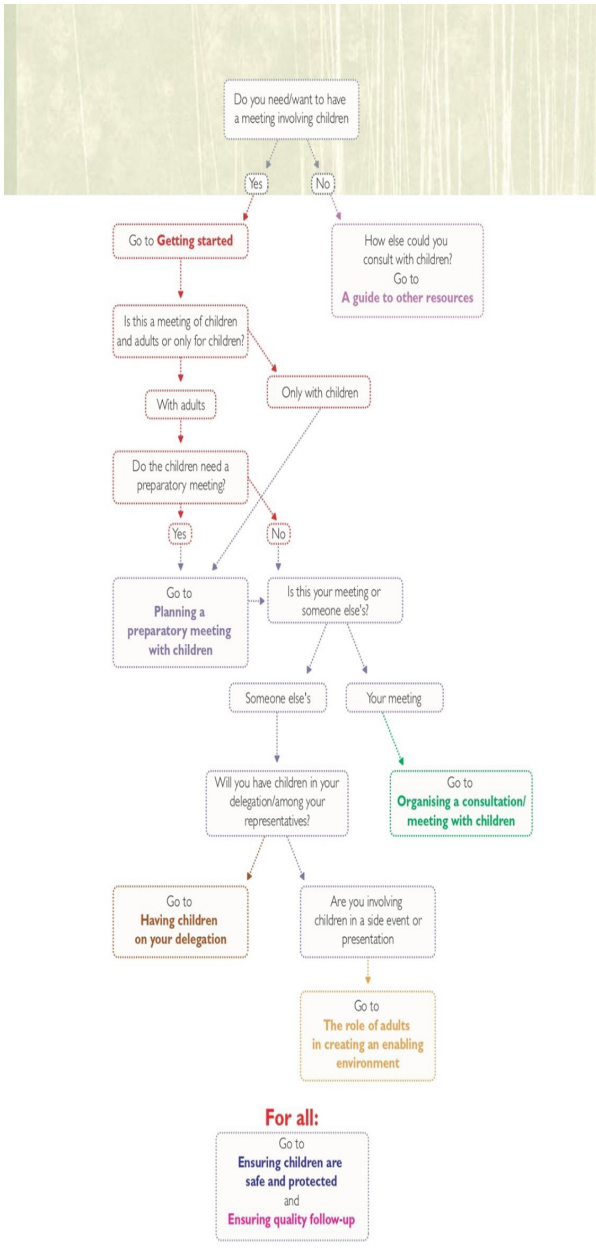 Do you need/want to have
a meeting involving children
Yes
No
Go to Getting started
How else could you
consult with children?
Go to
A guide to other resources
Is this a meeting of children
and adults or only for children?
Only with children
With adults
Do the children need a
preparatory meeting?
Yes
No
Go to
Planning a
preparatory meeting
with children
Is this your meeting or
someone else's?
Someone else's
Your meeting
Will you have children in your
delegation/among your
representatives?
Go to
Organising a consultation/
meeting with children
Go to
Having children
on your delegation
Are you involving
children in a side event or
presentation
Go to
The role of adults
in creating an enabling
environment
For all:
Go to
Ensuring children are
safe and protected
and
Ensuring quality follow-up